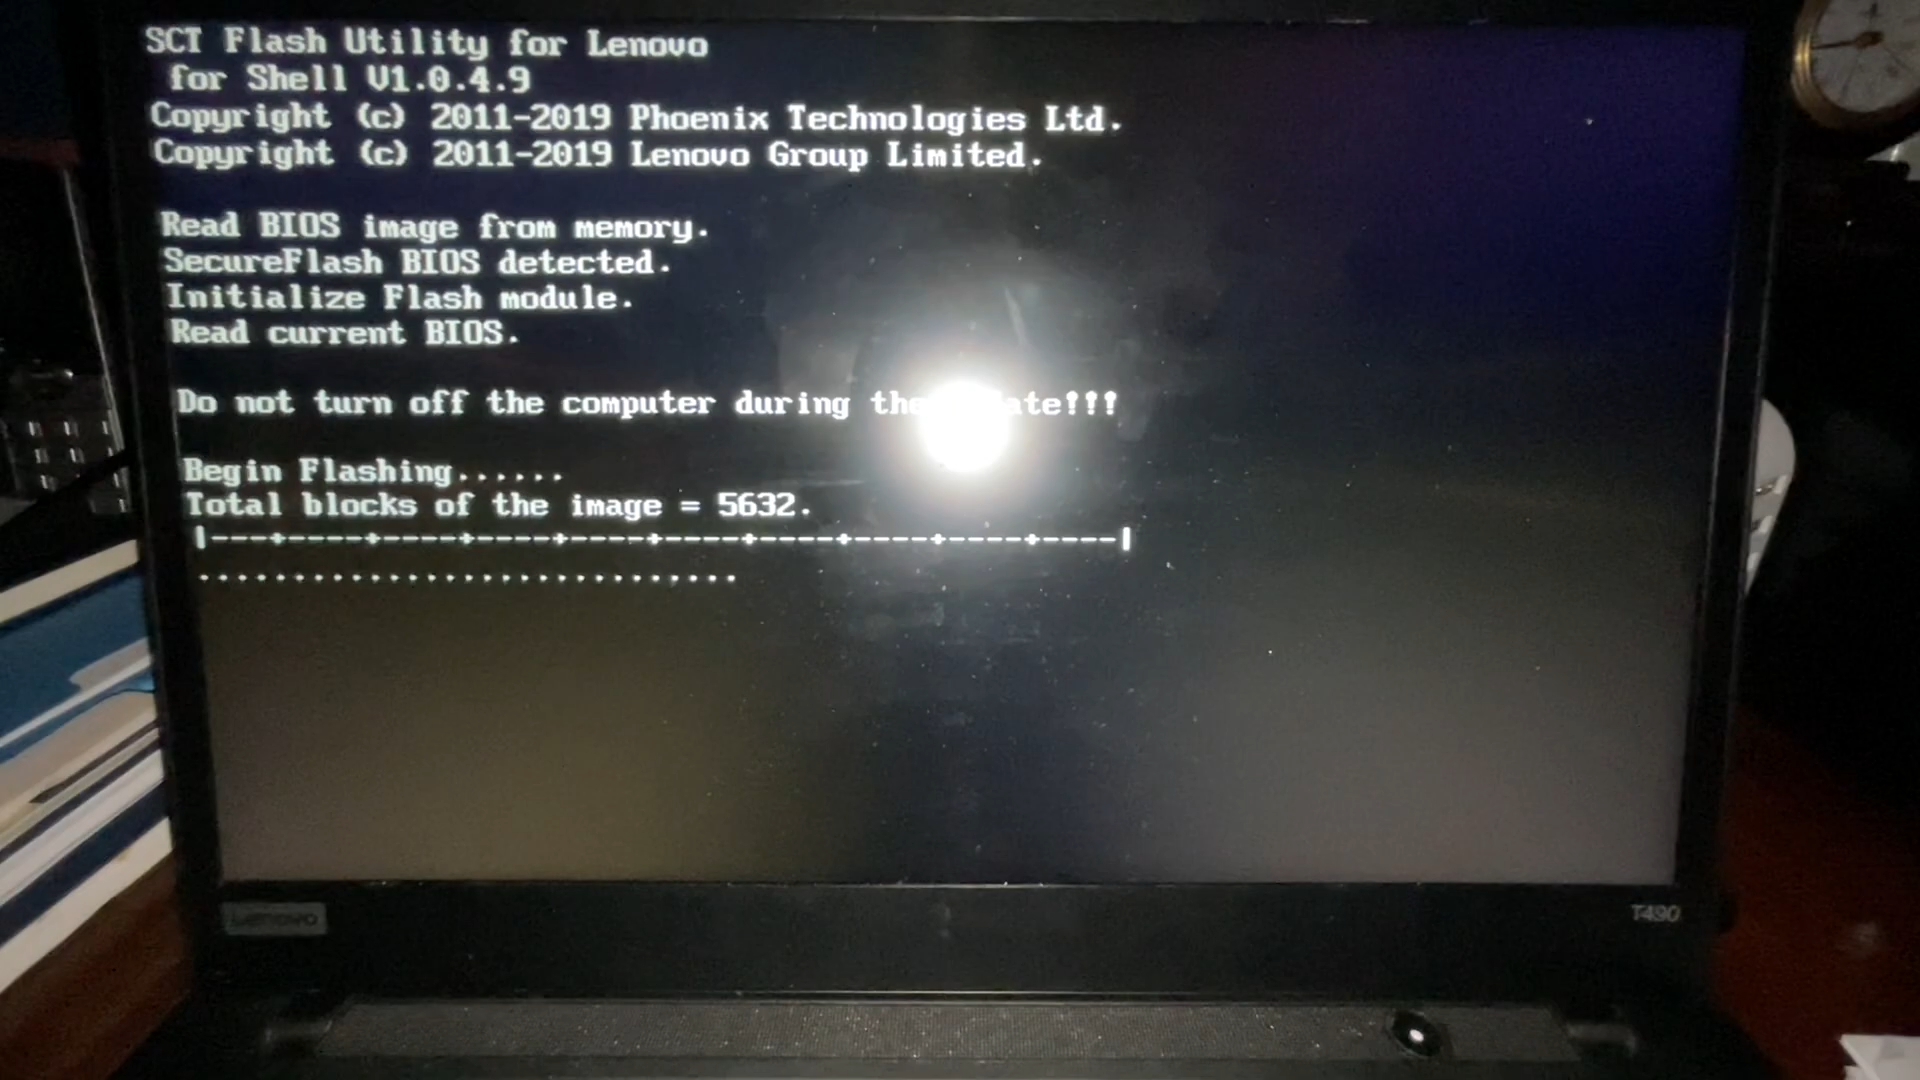 SCT Flash Utility for Lenovo
for Shell V1.0.4.9
Copyright (c) 2011-2019 Phoenix Technologies Ltd.
Copyright (c) 2011-2019 Lenovo Group Limited.
Read BIOS image from memory.
SecureFlash BIOS detected.
Initialize Flash module.
Read current BIOS.
Do not turn off the computer during the
Begin Flashing......
Total blocks of the image = 5632.
|---+----+----+----+----+----+----+----+----+----|
.............................
Lenovo
T490